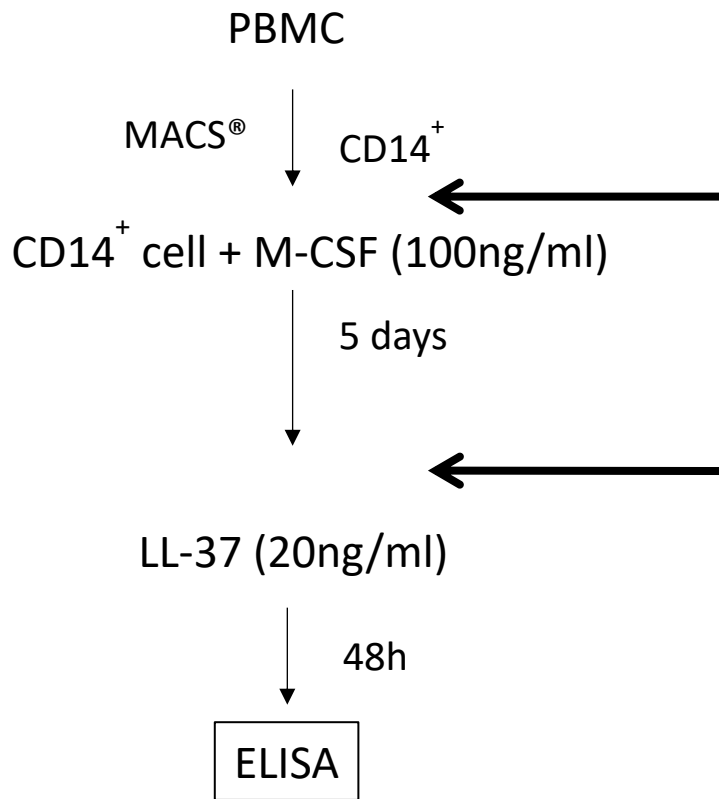 PBMC
MACS® CD14⁺
CD14⁺ cell + M-CSF (100ng/ml)
5 days
LL-37 (20ng/ml)
48h
ELISA